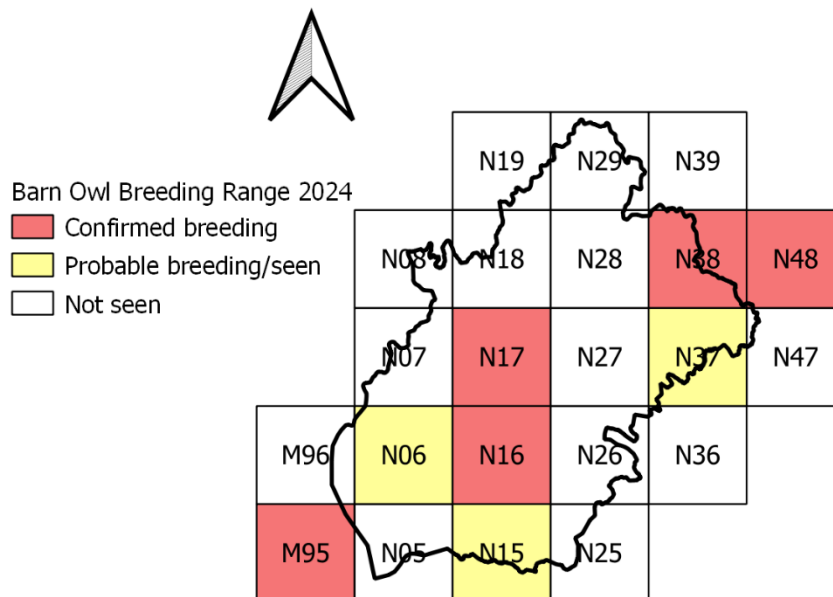 N19 N29 N39
Barn Owl Breeding Range 2024
Confirmed breeding
Probable breeding/seen
Not seen
N08 N18 N28 N38 N48
N07 N17 N27 N37 N47
M96 N06 N16 N26 N36
M95 N05 N15 N25